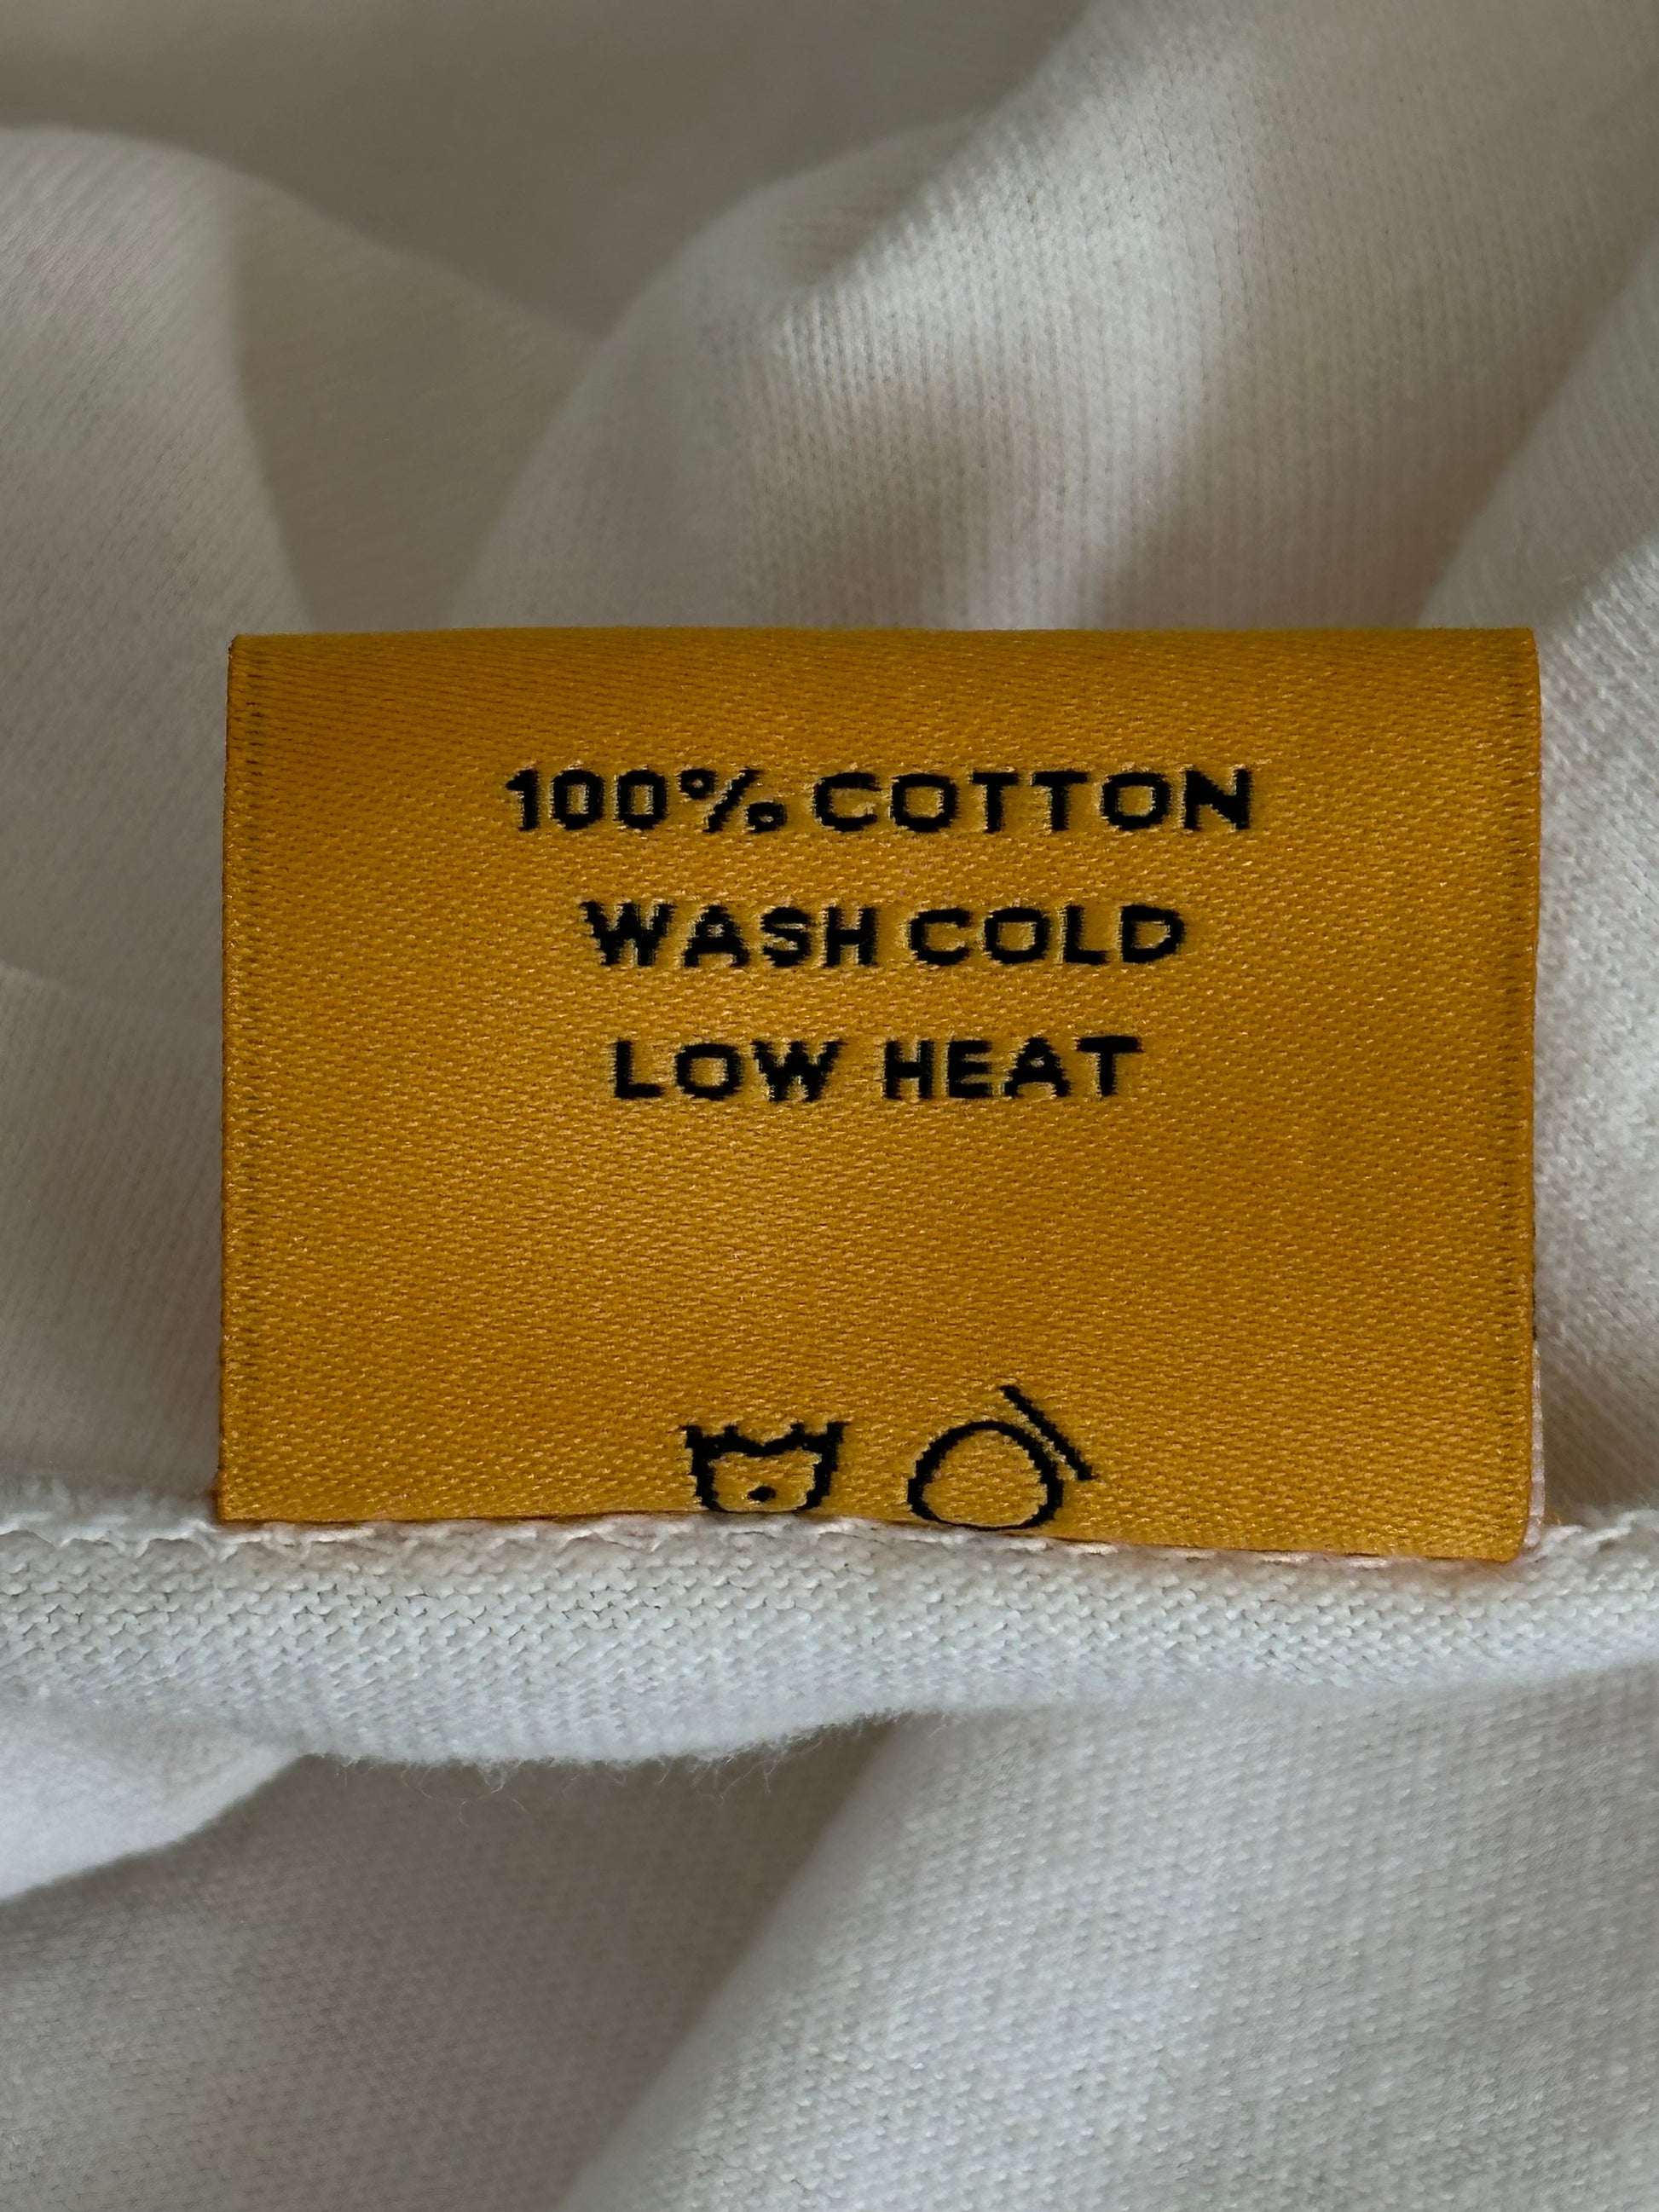 100% COTTON
WASH COLD
LOW HEAT